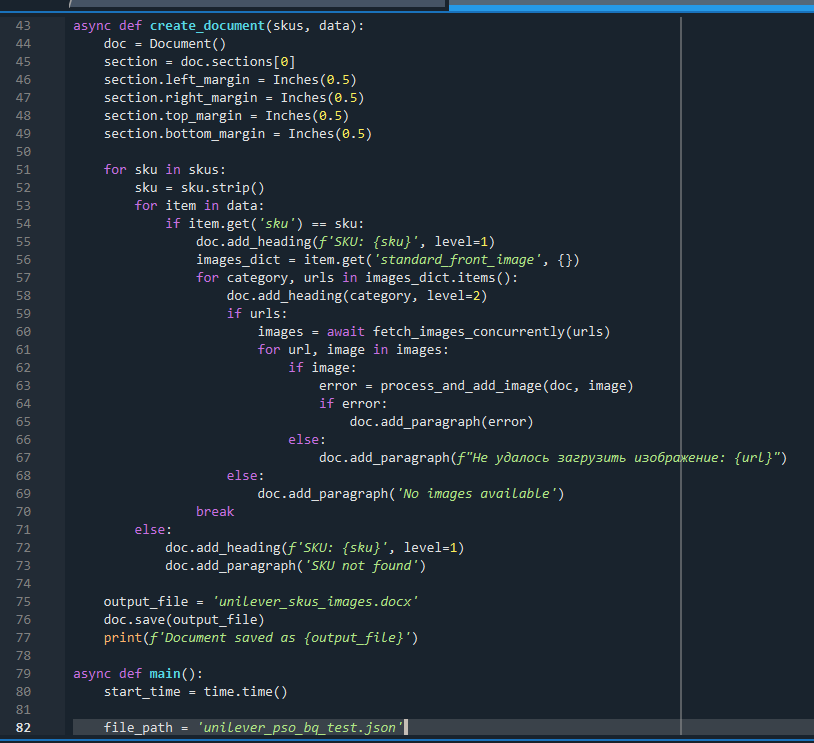 43 async def create_document(skus, data):
44     doc = Document()
45     section = doc.sections[0]
46     section.left_margin = Inches(0.5)
47     section.right_margin = Inches(0.5)
48     section.top_margin = Inches(0.5)
49     section.bottom_margin = Inches(0.5)
50
51     for sku in skus:
52         sku = sku.strip()
53         for item in data:
54             if item.get('sku') == sku:
55                 doc.add_heading(f'SKU: {sku}', level=1)
56                 images_dict = item.get('standard_front_image', {})
57                 for category, urls in images_dict.items():
58                     doc.add_heading(category, level=2)
59                     if urls:
60                         images = await fetch_images_concurrently(urls)
61                         for url, image in images:
62                             if image:
63                                 error = process_and_add_image(doc, image)
64                                 if error:
65                                     doc.add_paragraph(error)
66                             else:
67                                 doc.add_paragraph(f"Не удалось загрузить изображение: {url}")
68                     else:
69                         doc.add_paragraph('No images available')
70                 break
71         else:
72             doc.add_heading(f'SKU: {sku}', level=1)
73             doc.add_paragraph('SKU not found')
74
75     output_file = 'unilever_skus_images.docx'
76     doc.save(output_file)
77     print(f'Document saved as {output_file}')
78
79 async def main():
80     start_time = time.time()
81
82     file_path = 'unilever_pso_bq_test.json'